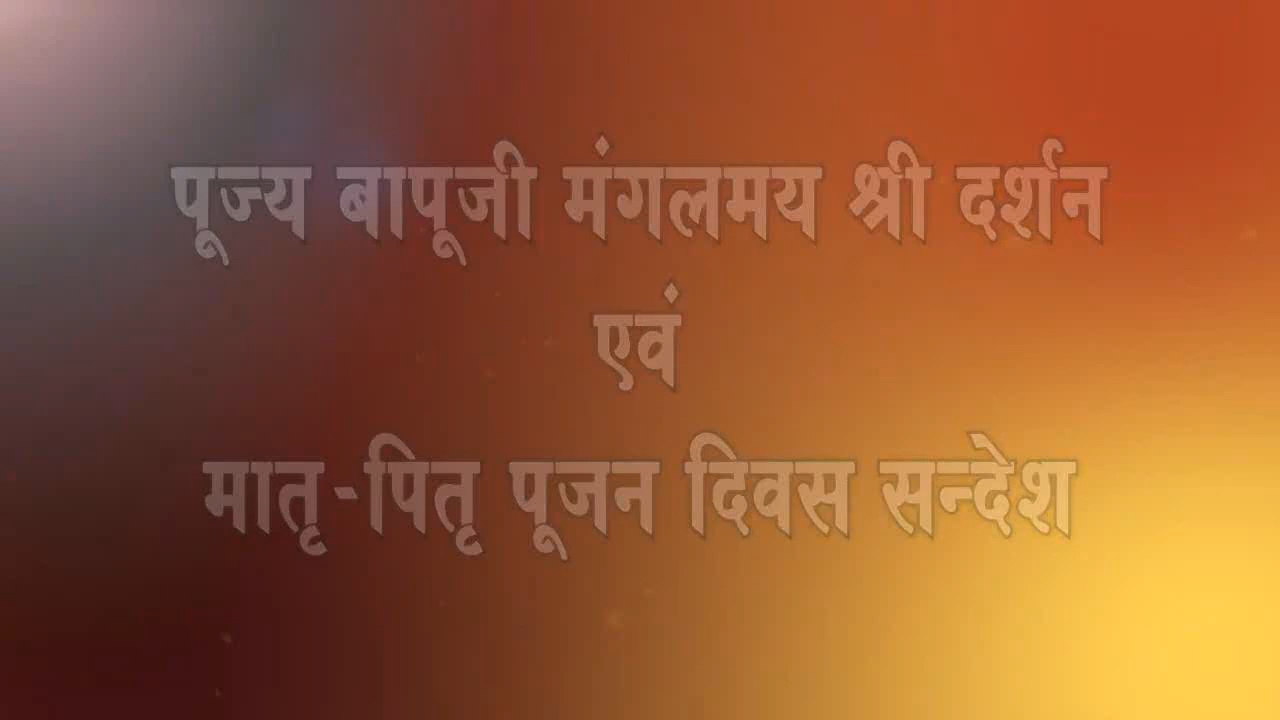 पूज्य बापूजी मंगलमय श्री दर्शन
एवं
मातृ-पितृ पूजन दिवस सन्देश